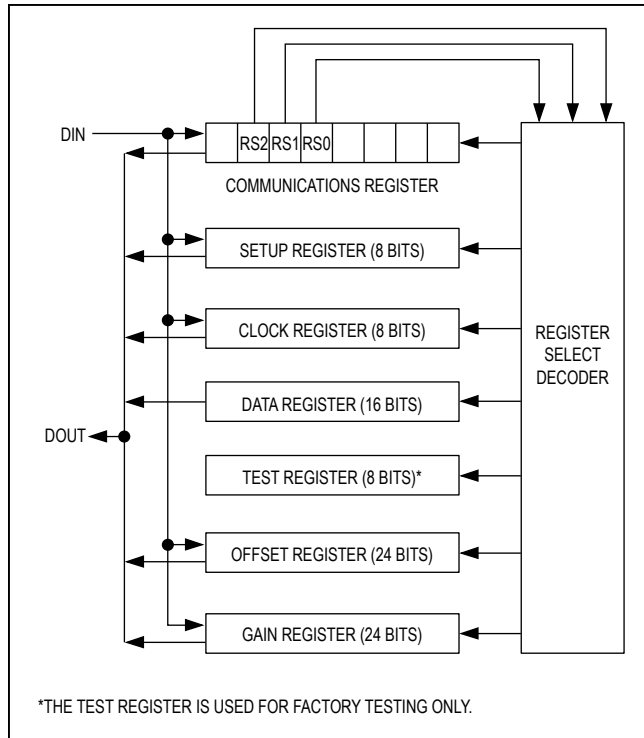 DIN
RS2 RS1 RS0
COMMUNICATIONS REGISTER
SETUP REGISTER (8 BITS)
CLOCK REGISTER (8 BITS)
REGISTER
SELECT
DECODER
DATA REGISTER (16 BITS)
DOUT
TEST REGISTER (8 BITS)*
OFFSET REGISTER (24 BITS)
GAIN REGISTER (24 BITS)
*THE TEST REGISTER IS USED FOR FACTORY TESTING ONLY.